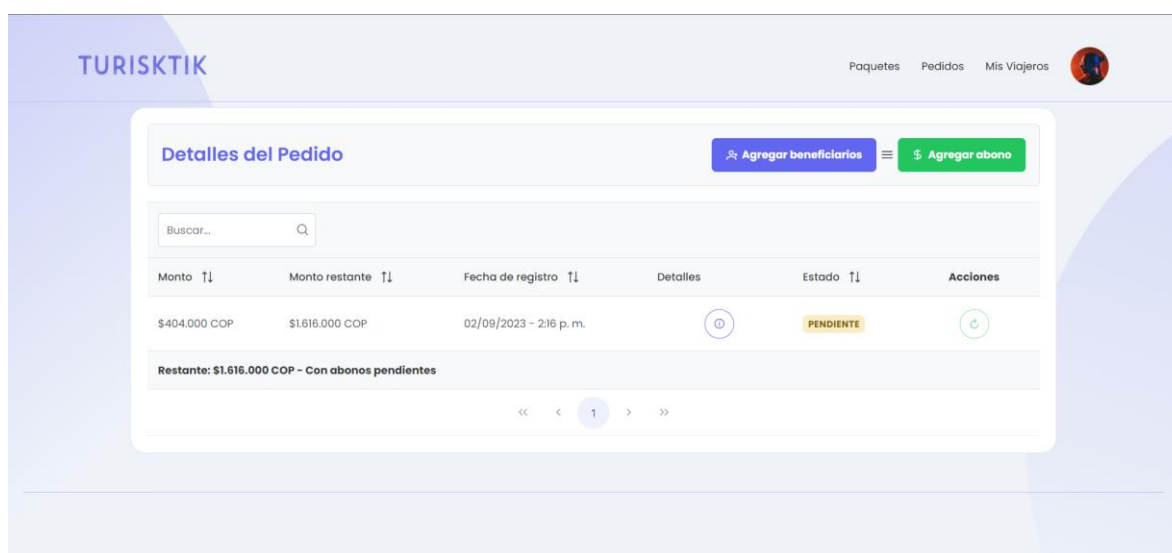 TURISKTIK
Paquetes Pedidos Mis Viajeros
Detalles del Pedido
Agregar beneficiarios
$ Agregar abono
Buscar...
Monto Monto restante Fecha de registro Detalles Estado Acciones
$404.000 COP $1.616.000 COP 02/09/2023 - 2:16 p. m. PENDIENTE
Restante: $1.616.000 COP - Con abonos pendientes
<< < 1 > >>